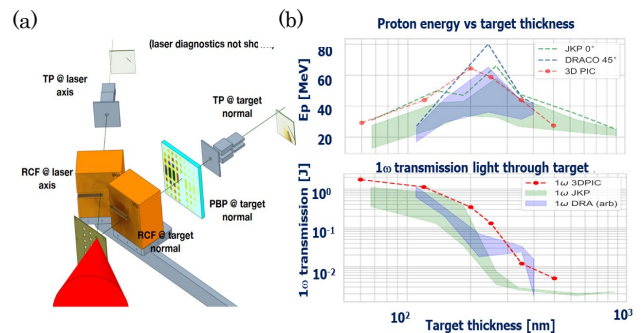 (a)
(laser diagnostics not sho
TP @ laser
axis
TP @ target
normal
RCF @ laser
axis
PBP @ target
normal
RCF @ target
normal
(b)
Proton energy vs target thickness
80
60
40
20
Ep [MeV]
JKP 0°
DRACO 45°
3D PIC
1ω transmission light through target
10⁰
10⁻¹
10⁻²
1ω transmission [J]
1ω 3DPIC
1ω JKP
1ω DRA (arb)
10² 10³
Target thickness [nm]